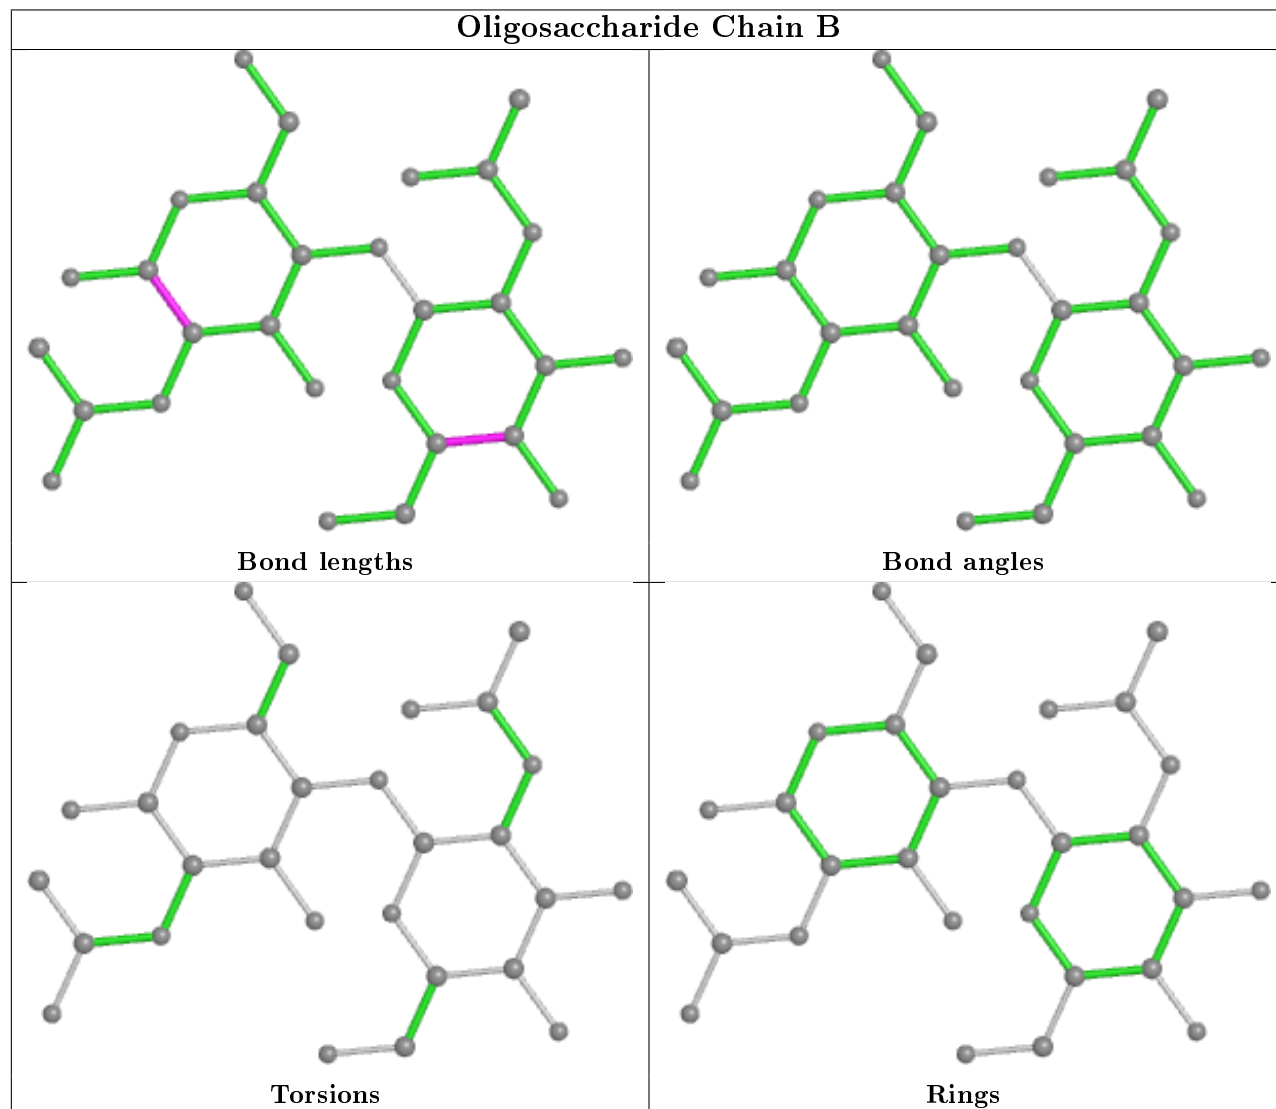 Oligosaccharide Chain B
Bond lengths
Bond angles
Torsions
Rings